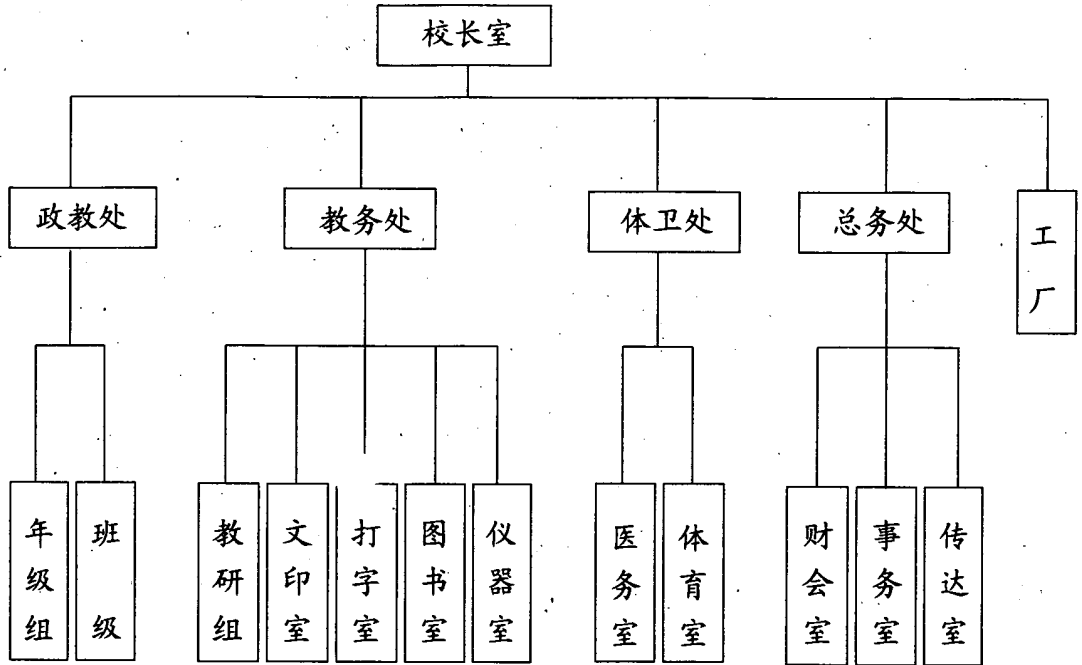 校长室
政教处
教务处
体卫处
总务处
工厂
年级组
班级
教研组
文印室
打字室
图书室
仪器室
医务室
体育室
财会室
事务室
传达室